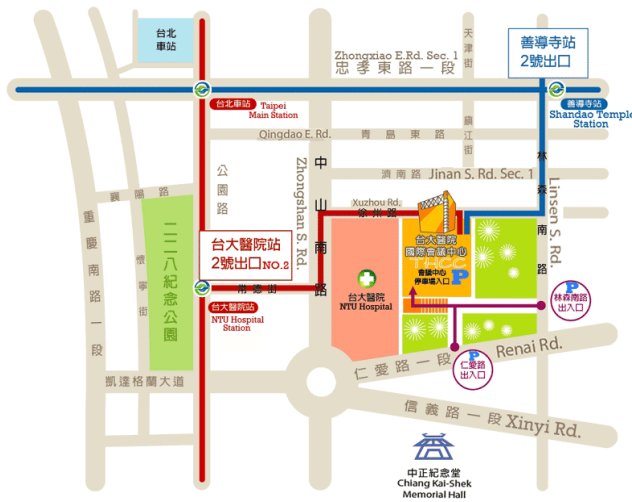 台北
車站
Zhongxiao E.Rd. Sec. 1
忠孝東路一段
天津街
善導寺站
2號出口
台北車站
Taipei
Main Station
善導寺站
Shandao Temple
Station
Qingdao E. Rd.
青島東路
鎮江街
林森南路
Linsen S. Rd.
公園路
中山南路
Zhongshan S. Rd.
濟南路
Jinan S. Rd. Sec. 1
襄陽路
重慶南路一段
懷寧街
二二八紀念公園
Xuzhou Rd.
徐州路
台大醫院站
2號出口NO.2
台大醫院
國際會議中心
THCC
會議中心
停車場入口
P
常德街
台大醫院站
NTU Hospital
Station
台大醫院
NTU Hospital
P
林森南路
出入口
P
仁愛路
出入口
仁愛路一段
Renai Rd.
凱達格蘭大道
信義路一段
Xinyi Rd.
中正紀念堂
Chiang Kai-Shek
Memorial Hall